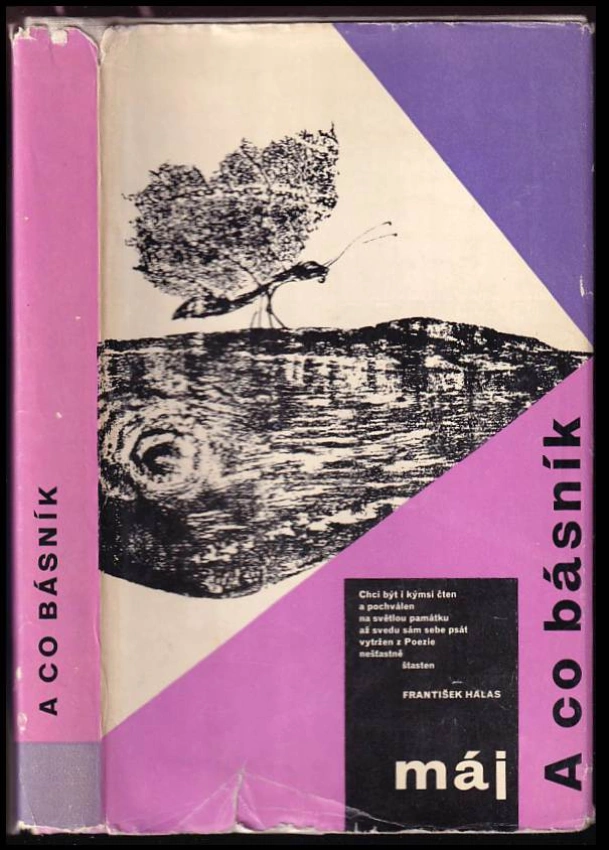 A CO BÁSNÍK
Chci být i kýmsi čten
a pochválen
na světlou památku
až svedu sám sebe psát
vytržen z Poezie
nešťastně
šťasten
FRANTIŠEK HALAS
máj
A co básník